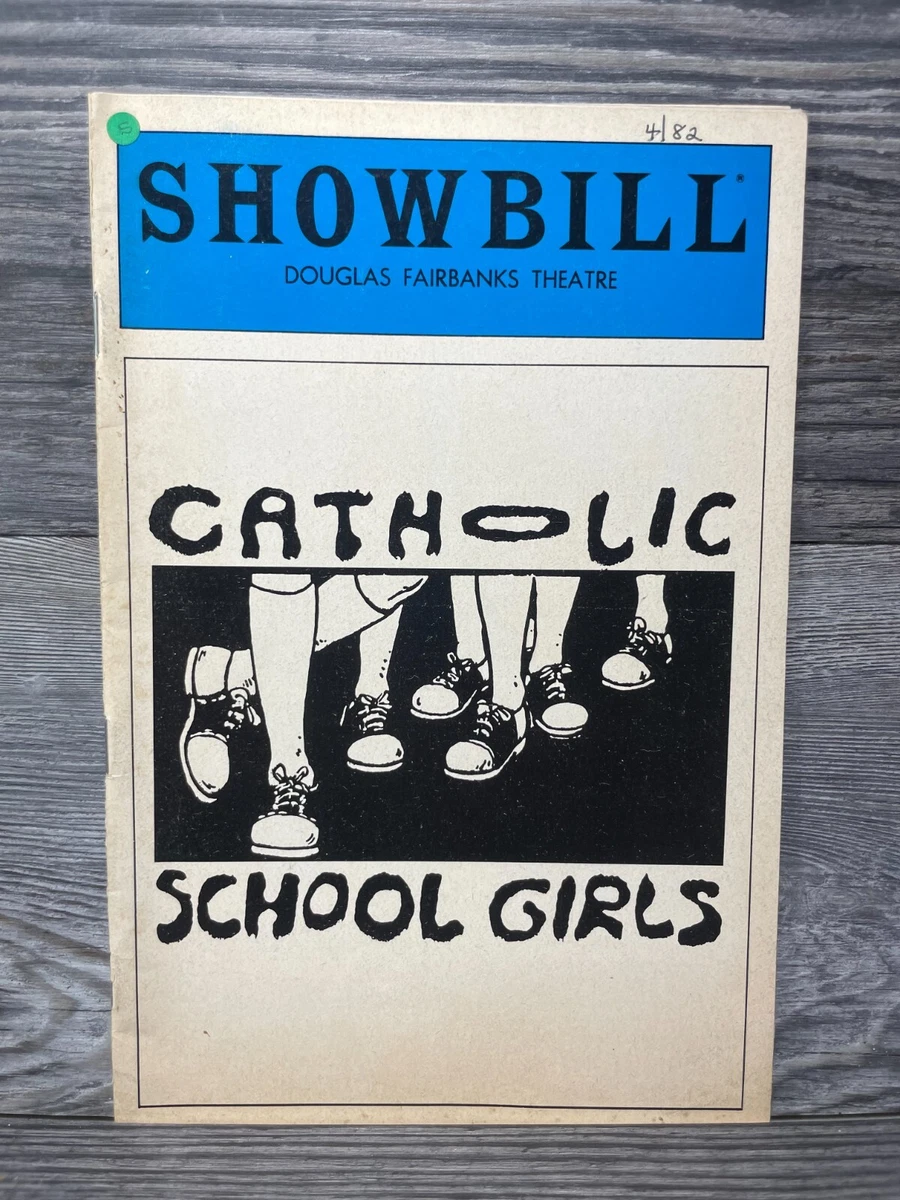 S
4/82
SHOWBILL®
DOUGLAS FAIRBANKS THEATRE
CATHOLIC
SCHOOL GIRLS